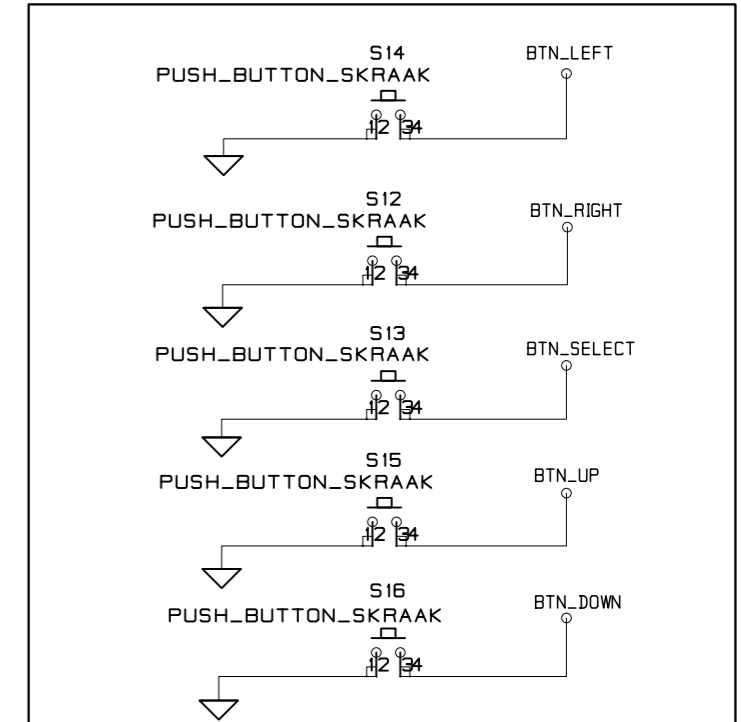 S14
BTN_LEFT
PUSH_BUTTON_SKRAAK
12 34
S12
BTN_RIGHT
PUSH_BUTTON_SKRAAK
12 34
S13
BTN_SELECT
PUSH_BUTTON_SKRAAK
12 34
S15
BTN_UP
PUSH_BUTTON_SKRAAK
12 34
S16
BTN_DOWN
PUSH_BUTTON_SKRAAK
12 34